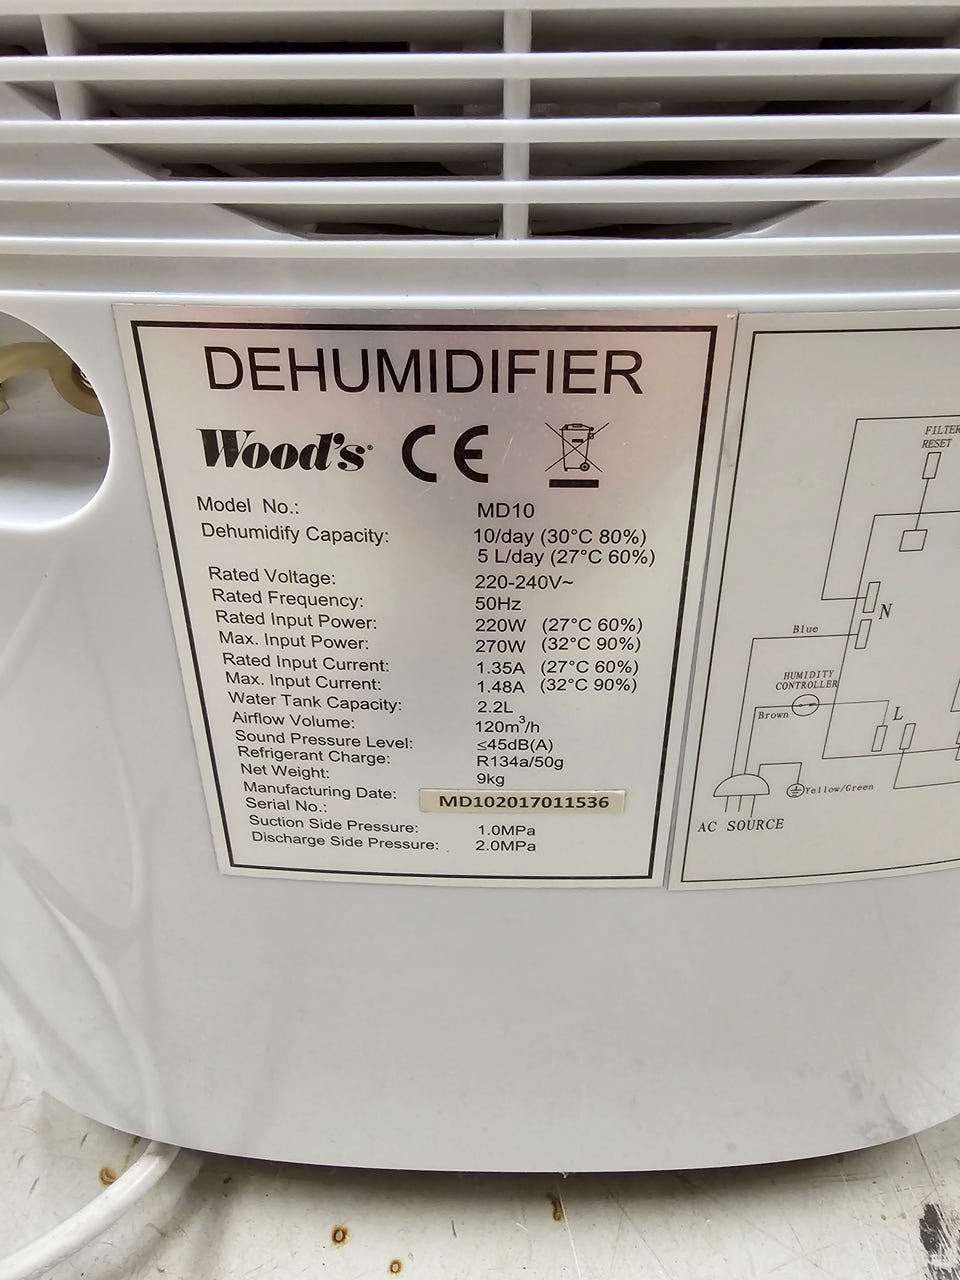 DEHUMIDIFIER
Wood's® CE
Model No.: MD10
Dehumidify Capacity: 10/day (30°C 80%)
5 L/day (27°C 60%)
Rated Voltage: 220-240V~
Rated Frequency: 50Hz
Rated Input Power: 220W (27°C 60%)
Max. Input Power: 270W (32°C 90%)
Rated Input Current: 1.35A (27°C 60%)
Max. Input Current: 1.48A (32°C 90%)
Water Tank Capacity: 2.2L
Airflow Volume: 120m³/h
Sound Pressure Level: ≤45dB(A)
Refrigerant Charge: R134a/50g
Net Weight: 9kg
Manufacturing Date:
Serial No.: MD102017011536
Suction Side Pressure: 1.0MPa
Discharge Side Pressure: 2.0MPa
FILTER
RESET
N
Blue
HUMIDITY
CONTROLLER
Brown
L
Yellow/Green
AC SOURCE